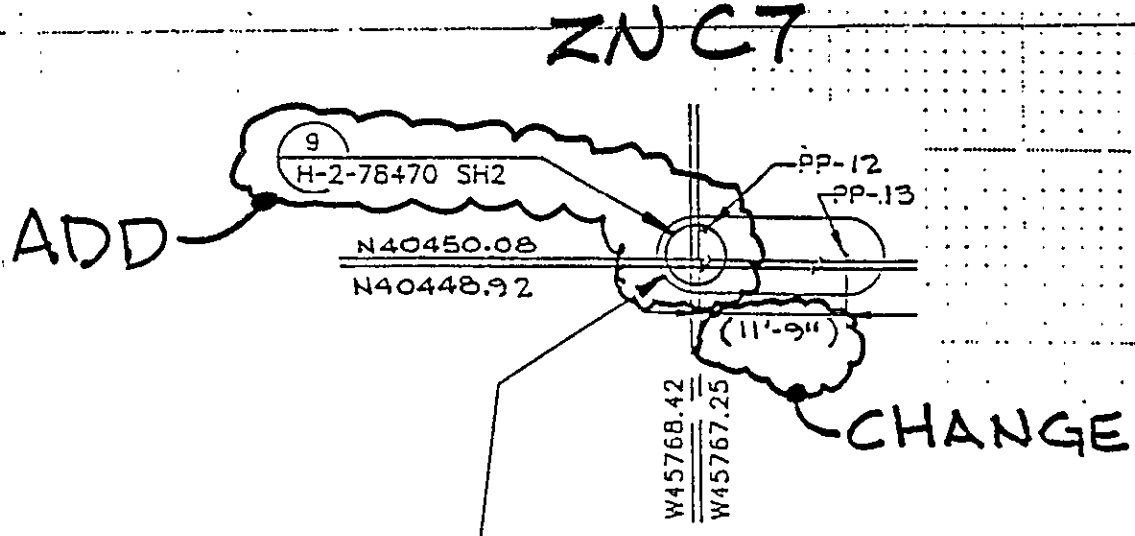 ZN C7
9
H-2-78470 SH2
PP-12
PP-13
ADD
N40450.08
N40448.92
(11'-9")
W45768.42
W45767.25
CHANGE